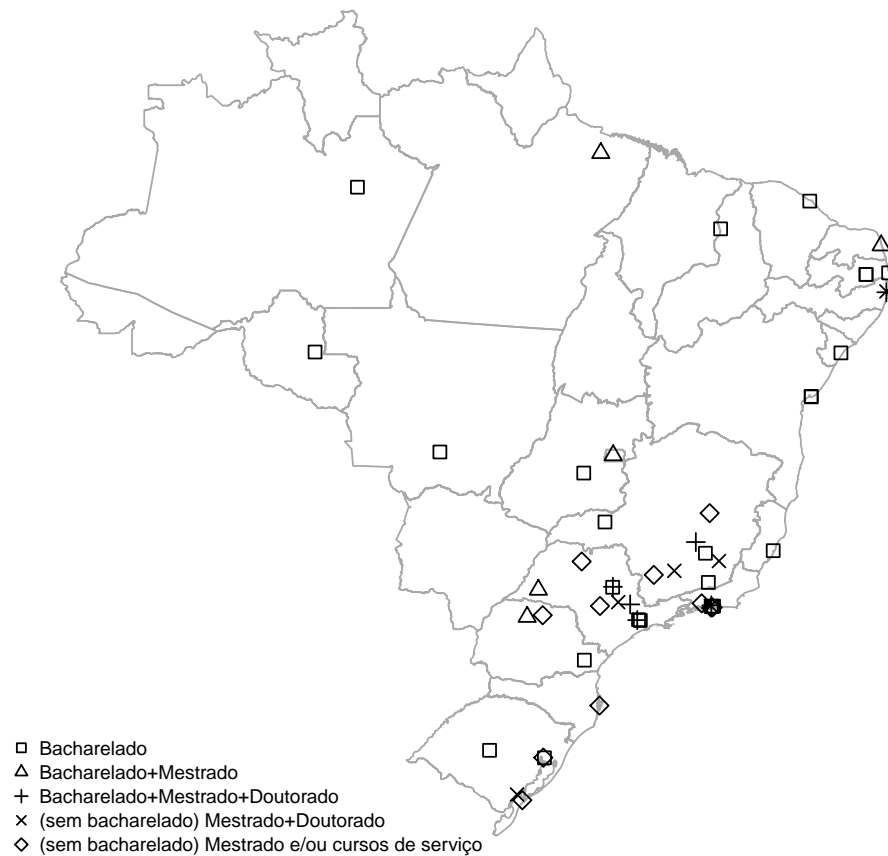 Bacharelado
Bacharelado+Mestrado
Bacharelado+Mestrado+Doutorado
(sem bacharelado) Mestrado+Doutorado
(sem bacharelado) Mestrado e/ou cursos de serviço